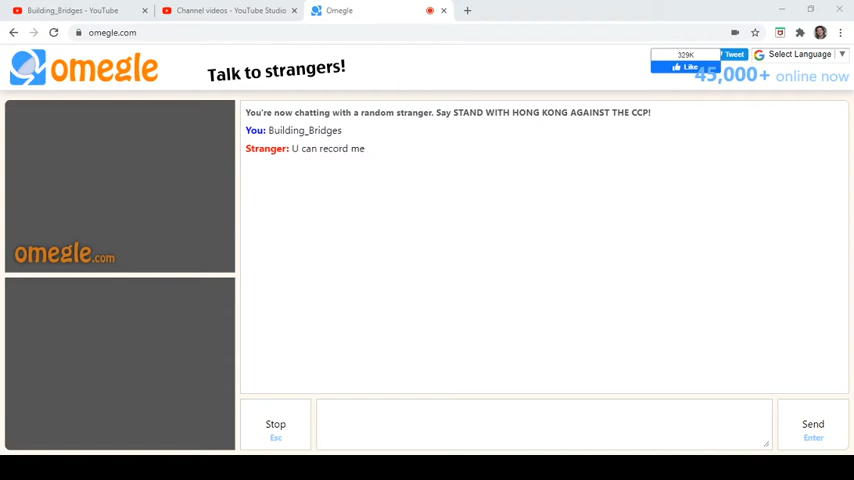 Building_Bridges - YouTube
Channel videos - YouTube Studio
Omegle
omegle.com
omegle
Talk to strangers!
329K
Like
Tweet
Select Language
45,000+ online now
You're now chatting with a random stranger. Say STAND WITH HONG KONG AGAINST THE CCP!
You: Building_Bridges
Stranger: U can record me
omegle.com
Stop
Esc
Send
Enter